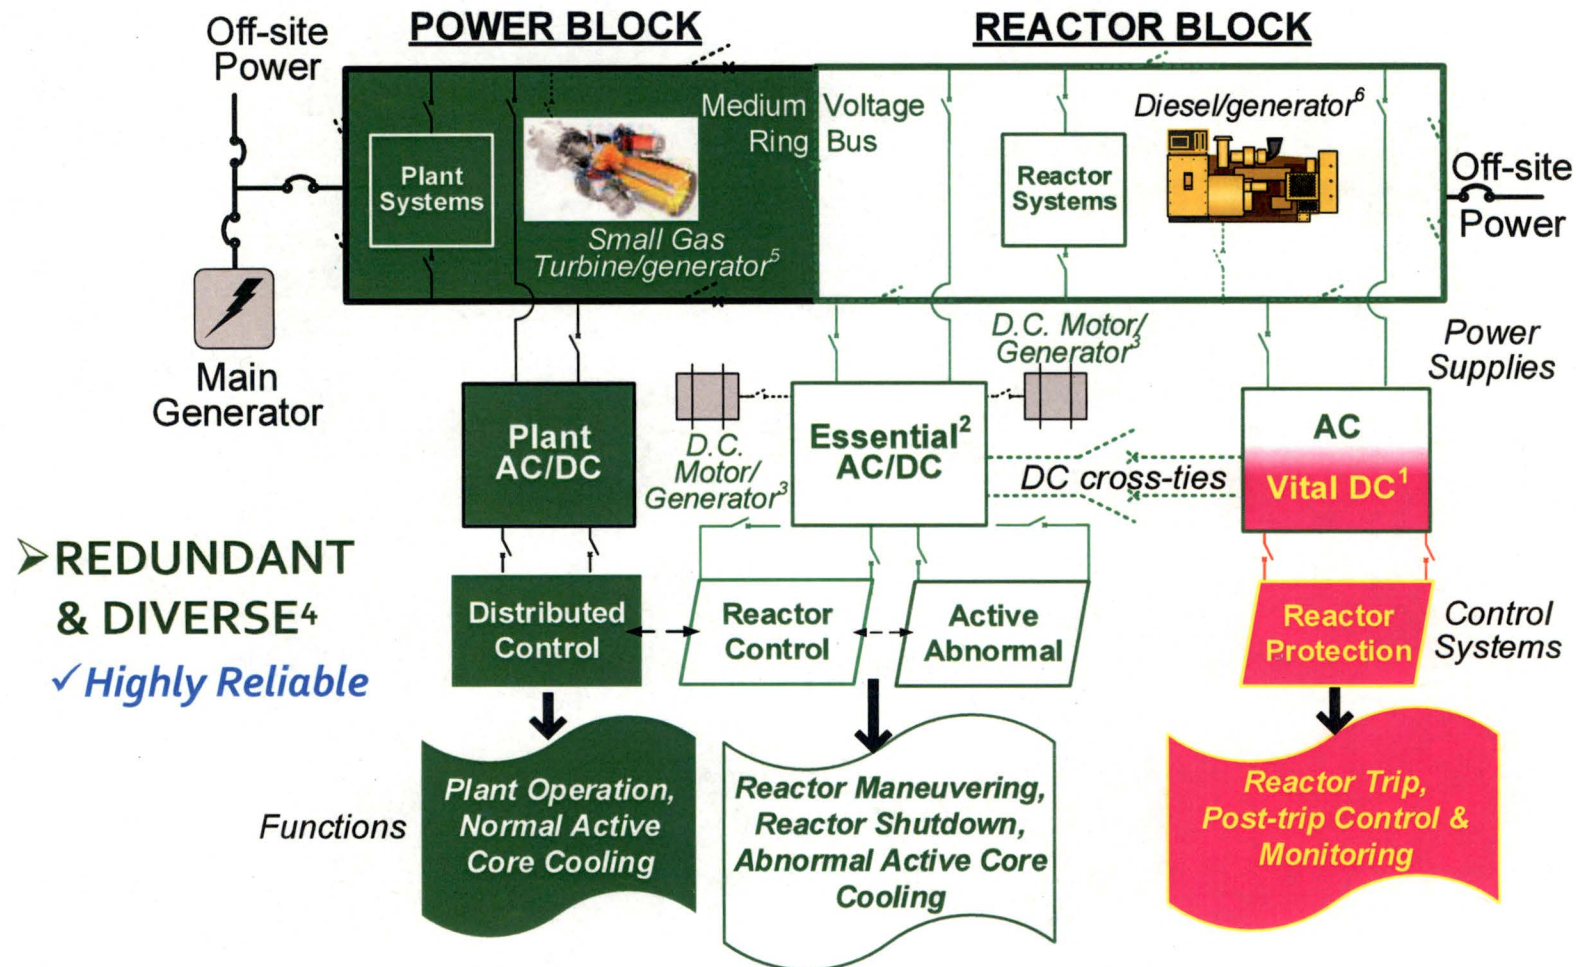 POWER BLOCK
REACTOR BLOCK
Off-site
Power
Medium Voltage
Ring Bus
Diesel/generator⁶
Plant
Systems
Reactor
Systems
Off-site
Power
Small Gas
Turbine/generator⁵
Main
Generator
D.C. Motor/
Generator³
Power
Supplies
Plant
AC/DC
D.C.
Motor/
Generator³
Essential²
AC/DC
DC cross-ties
AC
Vital DC¹
➢REDUNDANT
& DIVERSE⁴
✓Highly Reliable
Distributed
Control
Reactor
Control
Active
Abnormal
Reactor
Protection
Control
Systems
Functions
Plant Operation,
Normal Active
Core Cooling
Reactor Maneuvering,
Reactor Shutdown,
Abnormal Active Core
Cooling
Reactor Trip,
Post-trip Control &
Monitoring